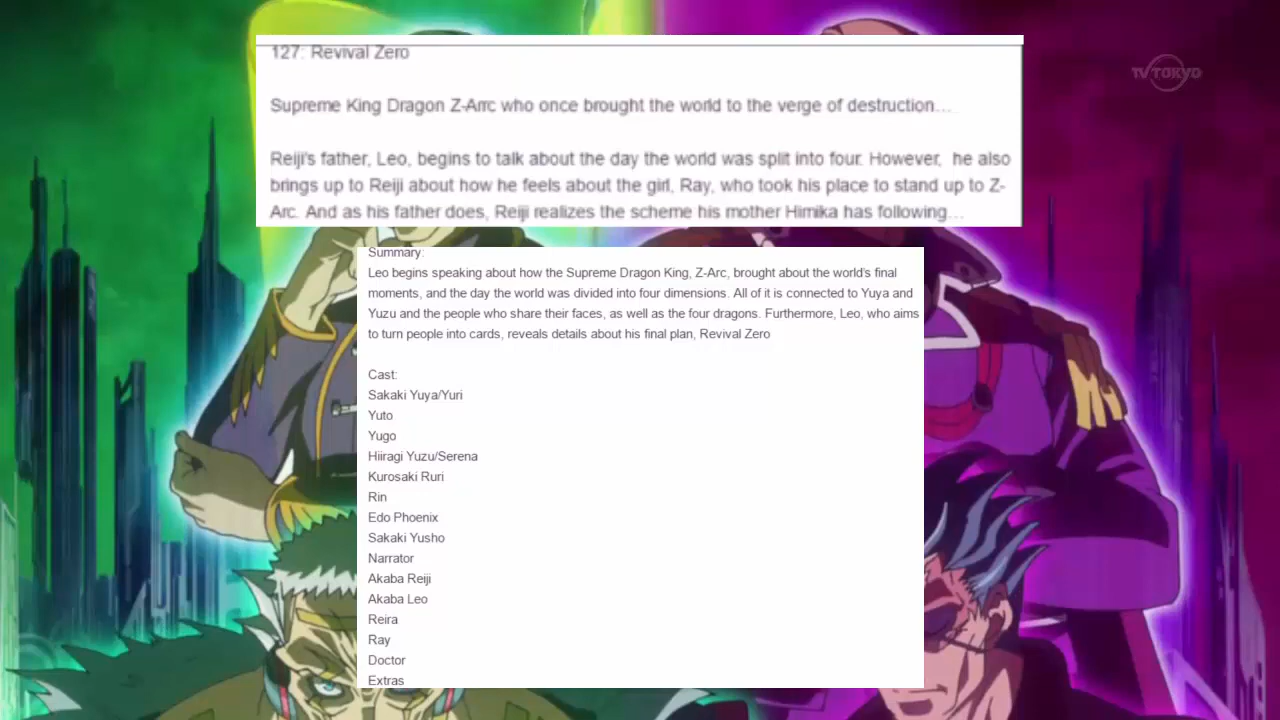 TV TOKYO
127: Revival Zero
Supreme King Dragon Z-Arrc who once brought the world to the verge of destruction...
Reiji's father, Leo, begins to talk about the day the world was split into four. However, he also
brings up to Reiji about how he feels about the girl, Ray, who took his place to stand up to Z-
Arc. And as his father does, Reiji realizes the scheme his mother Himika has following...
Summary:
Leo begins speaking about how the Supreme Dragon King, Z-Arc, brought about the world's final
moments, and the day the world was divided into four dimensions. All of it is connected to Yuya and
Yuzu and the people who share their faces, as well as the four dragons. Furthermore, Leo, who aims
to turn people into cards, reveals details about his final plan, Revival Zero
Cast:
Sakaki Yuya/Yuri
Yuto
Yugo
Hiiragi Yuzu/Serena
Kurosaki Ruri
Rin
Edo Phoenix
Sakaki Yusho
Narrator
Akaba Reiji
Akaba Leo
Reira
Ray
Doctor
Extras